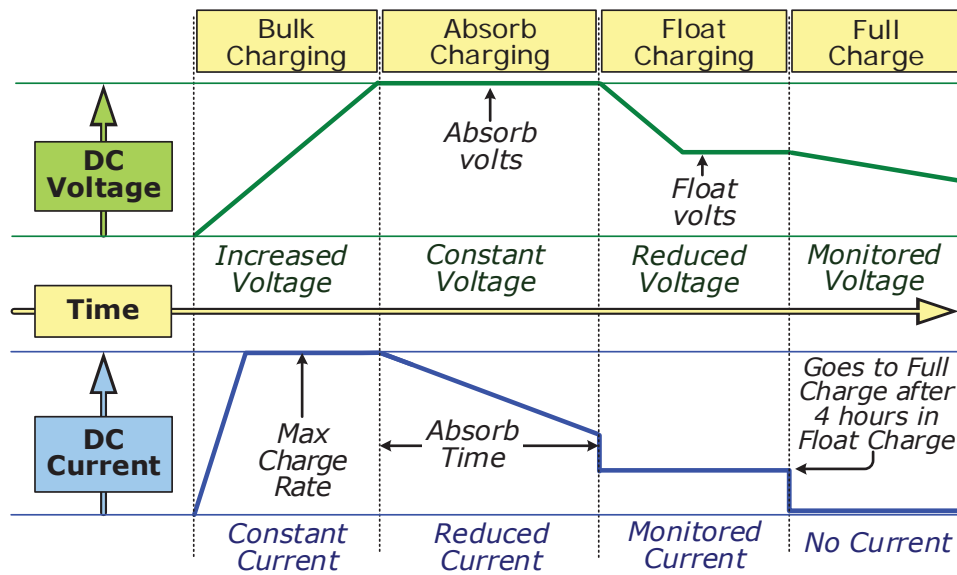 Bulk
Charging
Absorb
Charging
Float
Charging
Full
Charge
DC
Voltage
Absorb
volts
Float
volts
Increased
Voltage
Constant
Voltage
Reduced
Voltage
Monitored
Voltage
Time
DC
Current
Max
Charge
Rate
Absorb
Time
Goes to Full
Charge after
4 hours in
Float Charge
Constant
Current
Reduced
Current
Monitored
Current
No Current